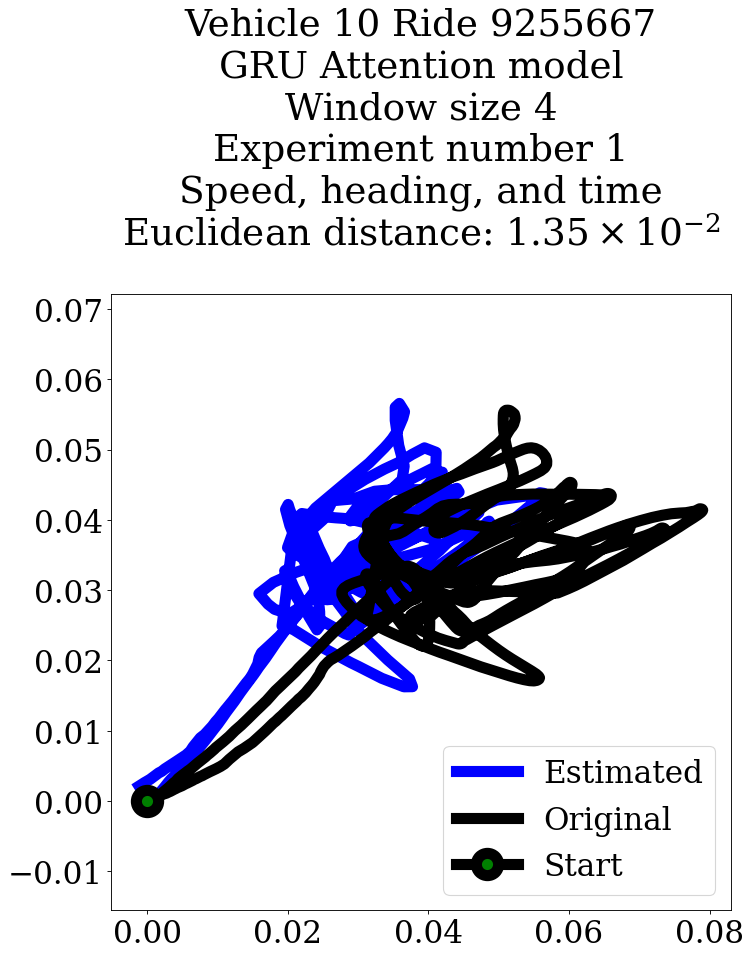 Vehicle 10 Ride 9255667
GRU Attention model
Window size 4
Experiment number 1
Speed, heading, and time
Euclidean distance: 1.35 × 10⁻²
0.07
0.06
0.05
0.04
0.03
0.02
0.01
0.00
−0.01
Estimated
Original
Start
0.00 0.02 0.04 0.06 0.08